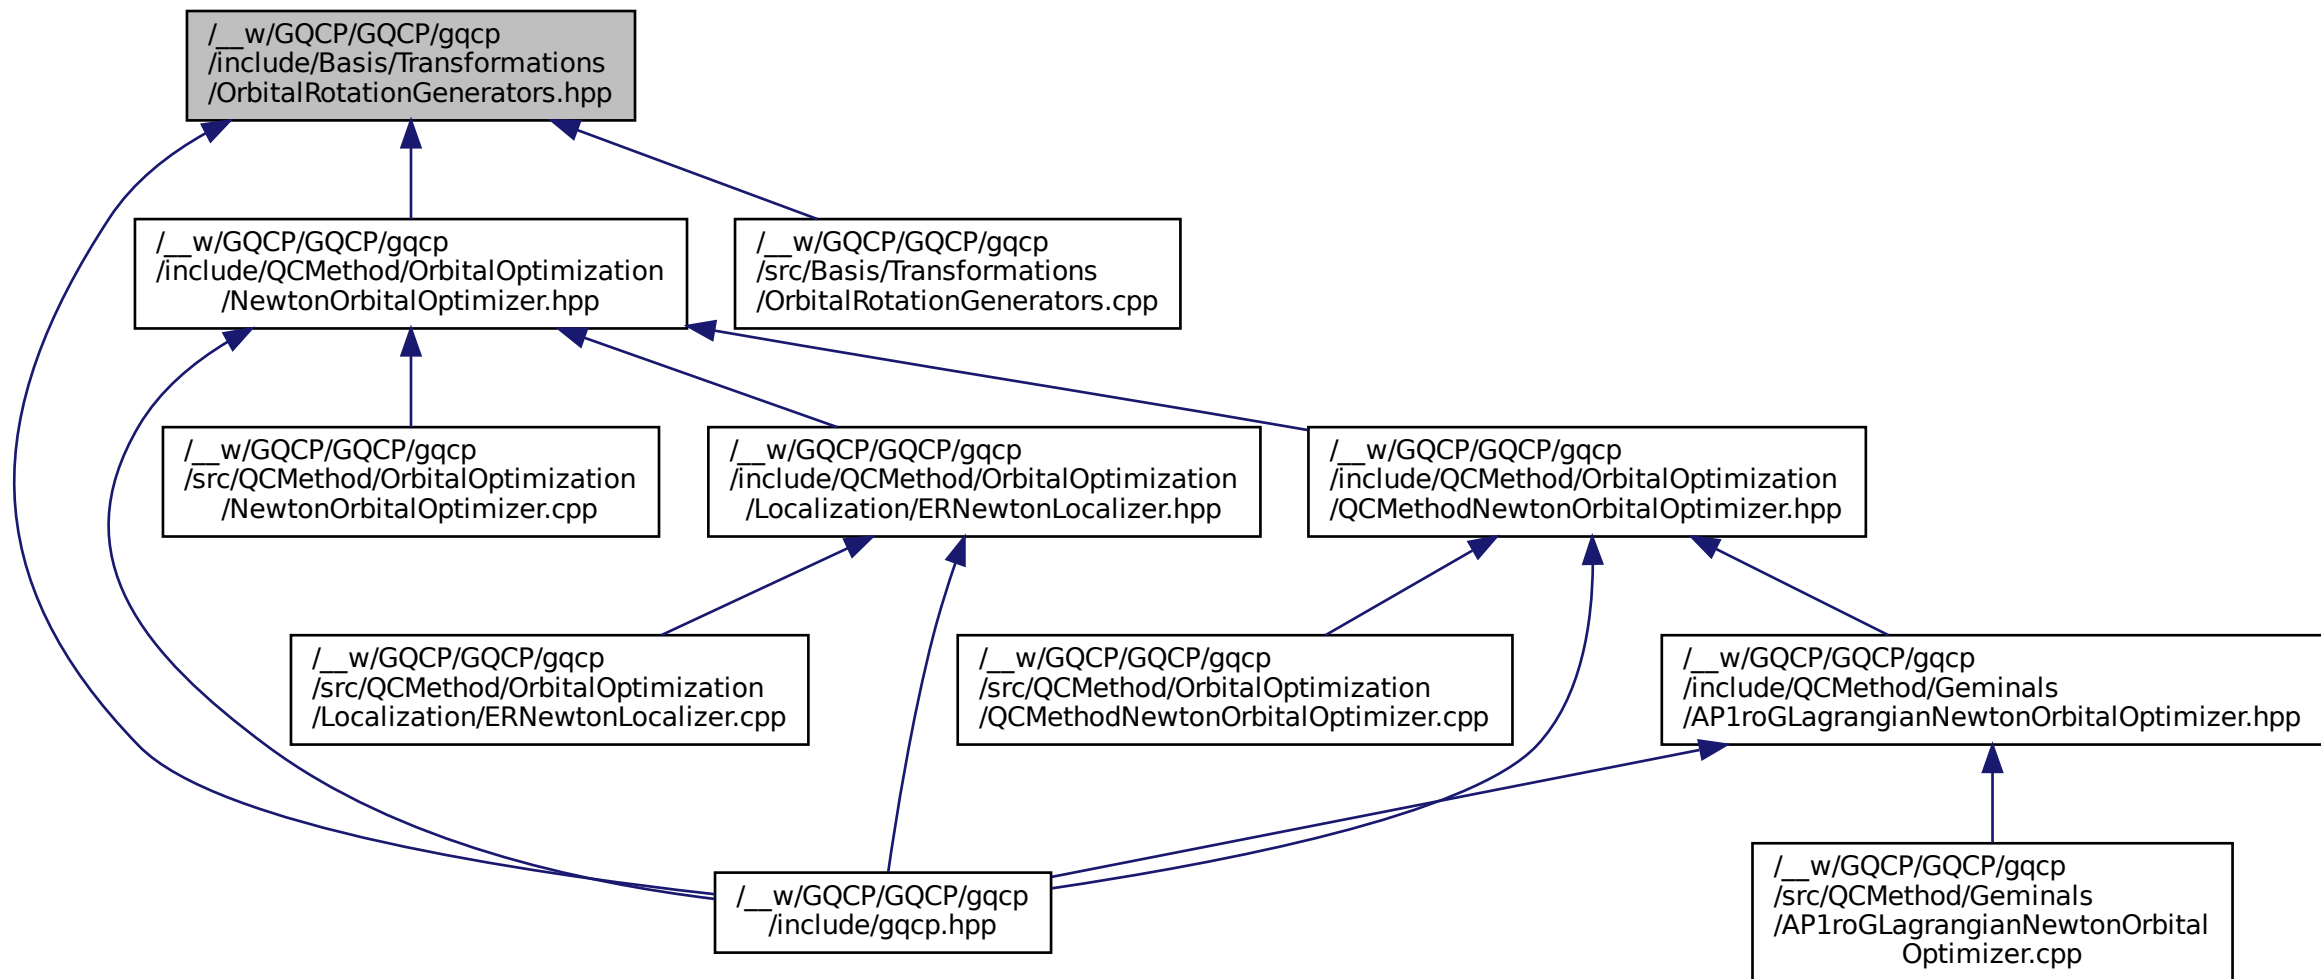 /__w/GQCP/GQCP/gqcp
/include/Basis/Transformations
/OrbitalRotationGenerators.hpp
/__w/GQCP/GQCP/gqcp
/include/QCMethod/OrbitalOptimization
/NewtonOrbitalOptimizer.hpp
/__w/GQCP/GQCP/gqcp
/src/Basis/Transformations
/OrbitalRotationGenerators.cpp
/__w/GQCP/GQCP/gqcp
/src/QCMethod/OrbitalOptimization
/NewtonOrbitalOptimizer.cpp
/__w/GQCP/GQCP/gqcp
/include/QCMethod/OrbitalOptimization
/Localization/ERNewtonLocalizer.hpp
/__w/GQCP/GQCP/gqcp
/include/QCMethod/OrbitalOptimization
/QCMethodNewtonOrbitalOptimizer.hpp
/__w/GQCP/GQCP/gqcp
/src/QCMethod/OrbitalOptimization
/Localization/ERNewtonLocalizer.cpp
/__w/GQCP/GQCP/gqcp
/src/QCMethod/OrbitalOptimization
/QCMethodNewtonOrbitalOptimizer.cpp
/__w/GQCP/GQCP/gqcp
/include/QCMethod/Geminals
/AP1roGLagrangianNewtonOrbitalOptimizer.hpp
/__w/GQCP/GQCP/gqcp
/include/gqcp.hpp
/__w/GQCP/GQCP/gqcp
/src/QCMethod/Geminals
/AP1roGLagrangianNewtonOrbital
Optimizer.cpp